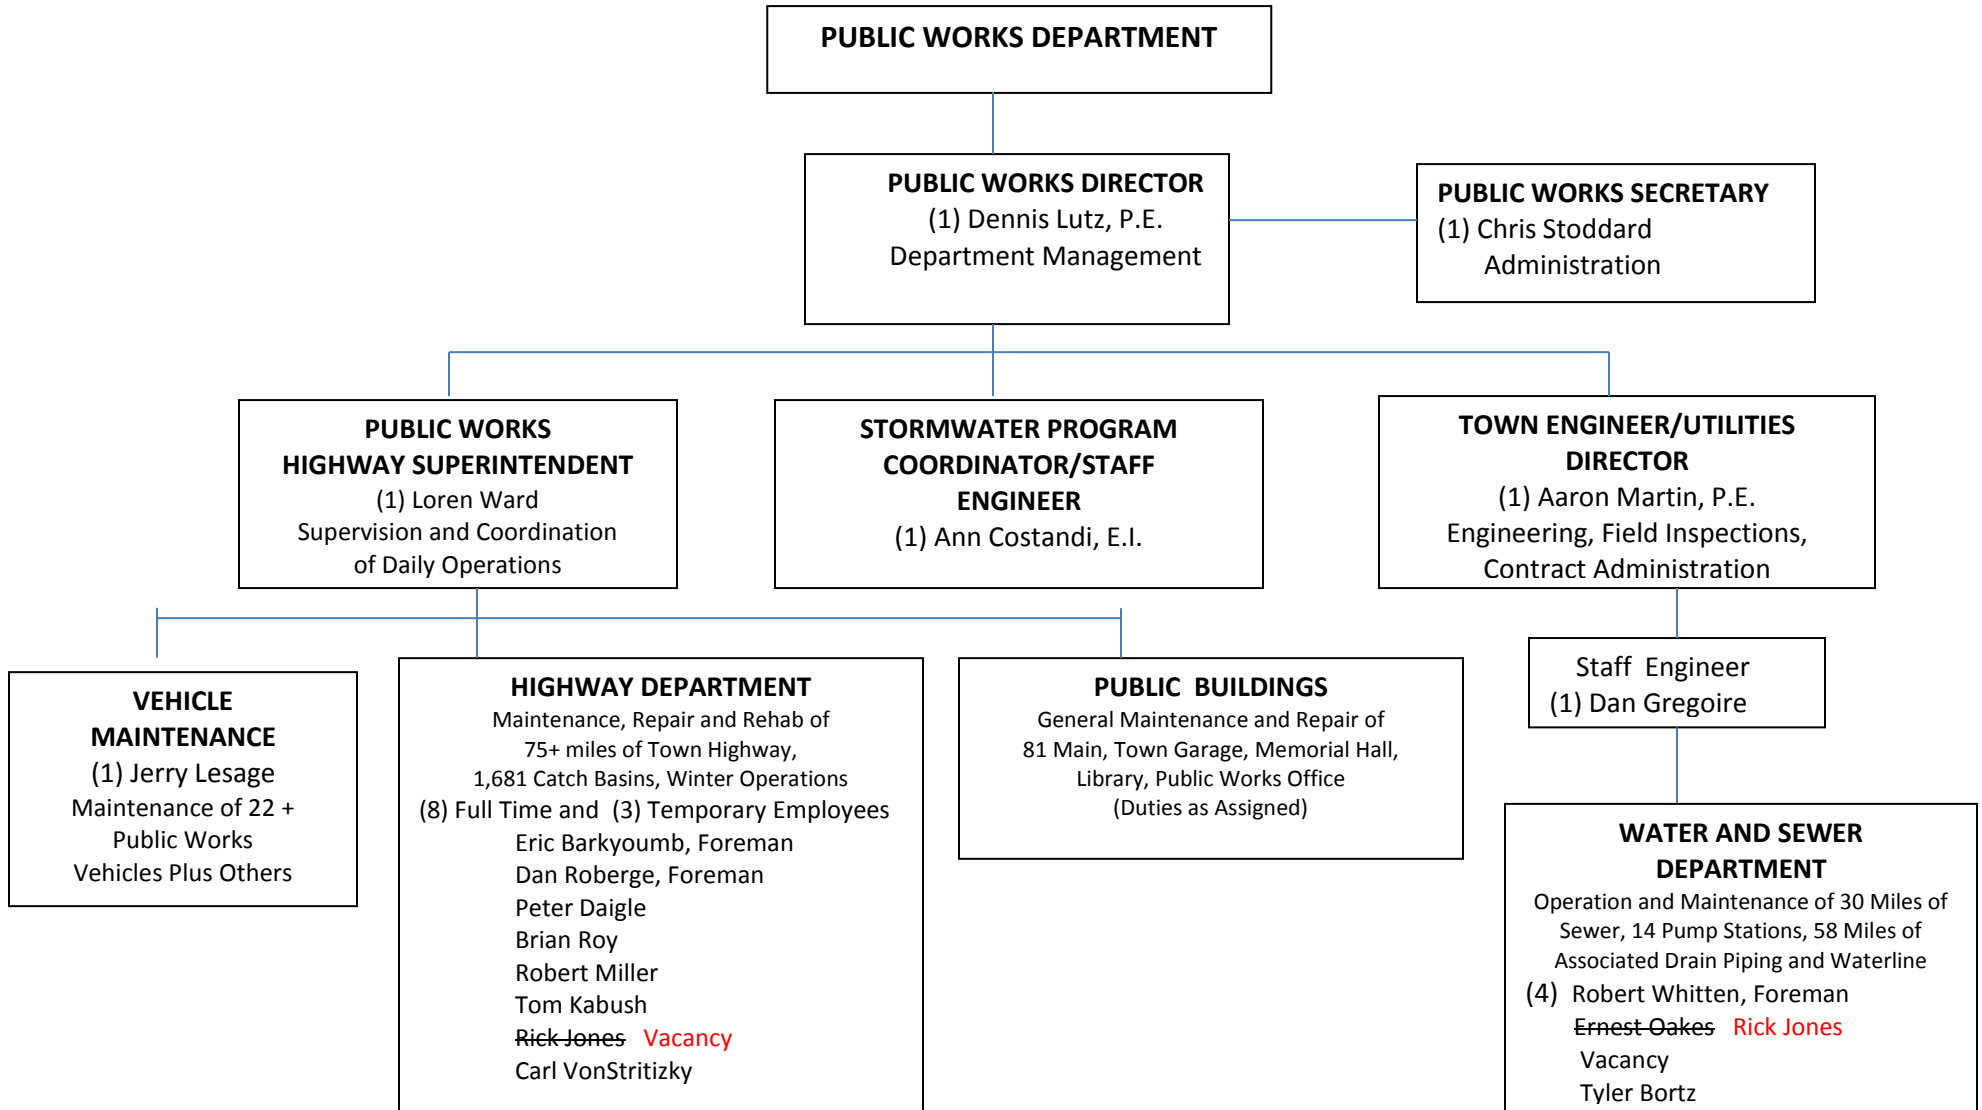 PUBLIC WORKS DEPARTMENT
PUBLIC WORKS DIRECTOR
(1) Dennis Lutz, P.E.
Department Management
PUBLIC WORKS SECRETARY
(1) Chris Stoddard
Administration
PUBLIC WORKS
HIGHWAY SUPERINTENDENT
(1) Loren Ward
Supervision and Coordination
of Daily Operations
STORMWATER PROGRAM
COORDINATOR/STAFF
ENGINEER
(1) Ann Costandi, E.I.
TOWN ENGINEER/UTILITIES
DIRECTOR
(1) Aaron Martin, P.E.
Engineering, Field Inspections,
Contract Administration
VEHICLE
MAINTENANCE
(1) Jerry Lesage
Maintenance of 22 +
Public Works
Vehicles Plus Others
HIGHWAY DEPARTMENT
Maintenance, Repair and Rehab of
75+ miles of Town Highway,
1,681 Catch Basins, Winter Operations
(8) Full Time and (3) Temporary Employees
Eric Barkyoumb, Foreman
Dan Roberge, Foreman
Peter Daigle
Brian Roy
Robert Miller
Tom Kabush
Rick Jones Vacancy
Carl VonStritizky
PUBLIC BUILDINGS
General Maintenance and Repair of
81 Main, Town Garage, Memorial Hall,
Library, Public Works Office
(Duties as Assigned)
Staff Engineer
(1) Dan Gregoire
WATER AND SEWER
DEPARTMENT
Operation and Maintenance of 30 Miles of
Sewer, 14 Pump Stations, 58 Miles of
Associated Drain Piping and Waterline
(4) Robert Whitten, Foreman
Ernest Oakes Rick Jones
Vacancy
Tyler Bortz